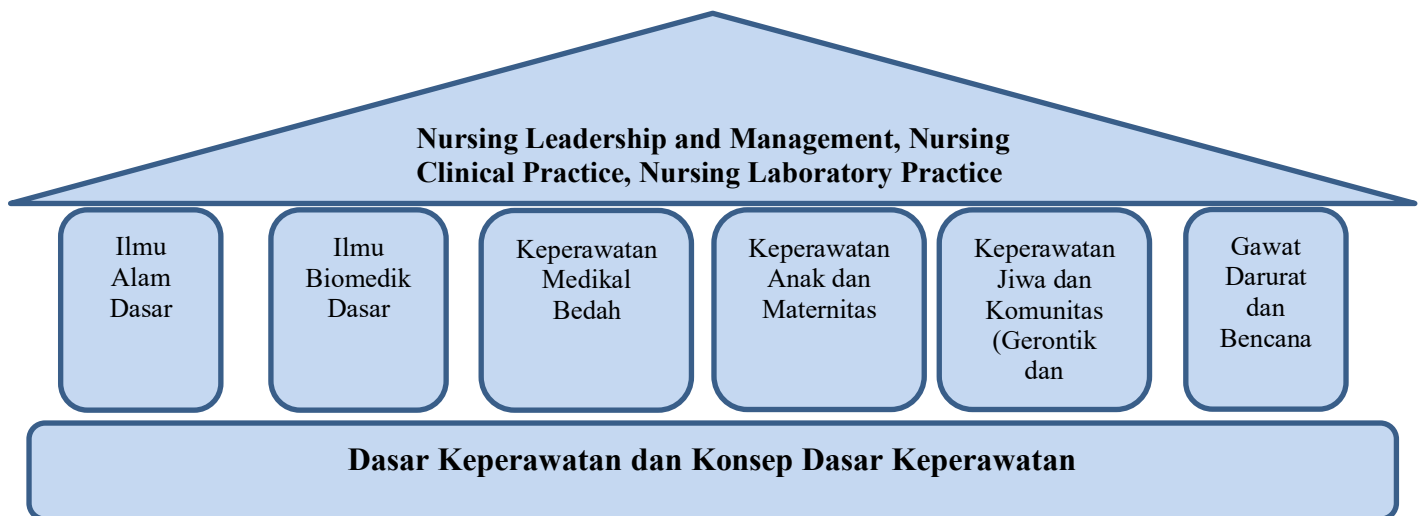 Nursing Leadership and Management, Nursing
Clinical Practice, Nursing Laboratory Practice
Ilmu
Alam
Dasar
Ilmu
Biomedik
Dasar
Keperawatan
Medikal
Bedah
Keperawatan
Anak dan
Maternitas
Keperawatan
Jiwa dan
Komunitas
(Gerontik
dan
Gawat
Darurat
dan
Bencana
Dasar Keperawatan dan Konsep Dasar Keperawatan